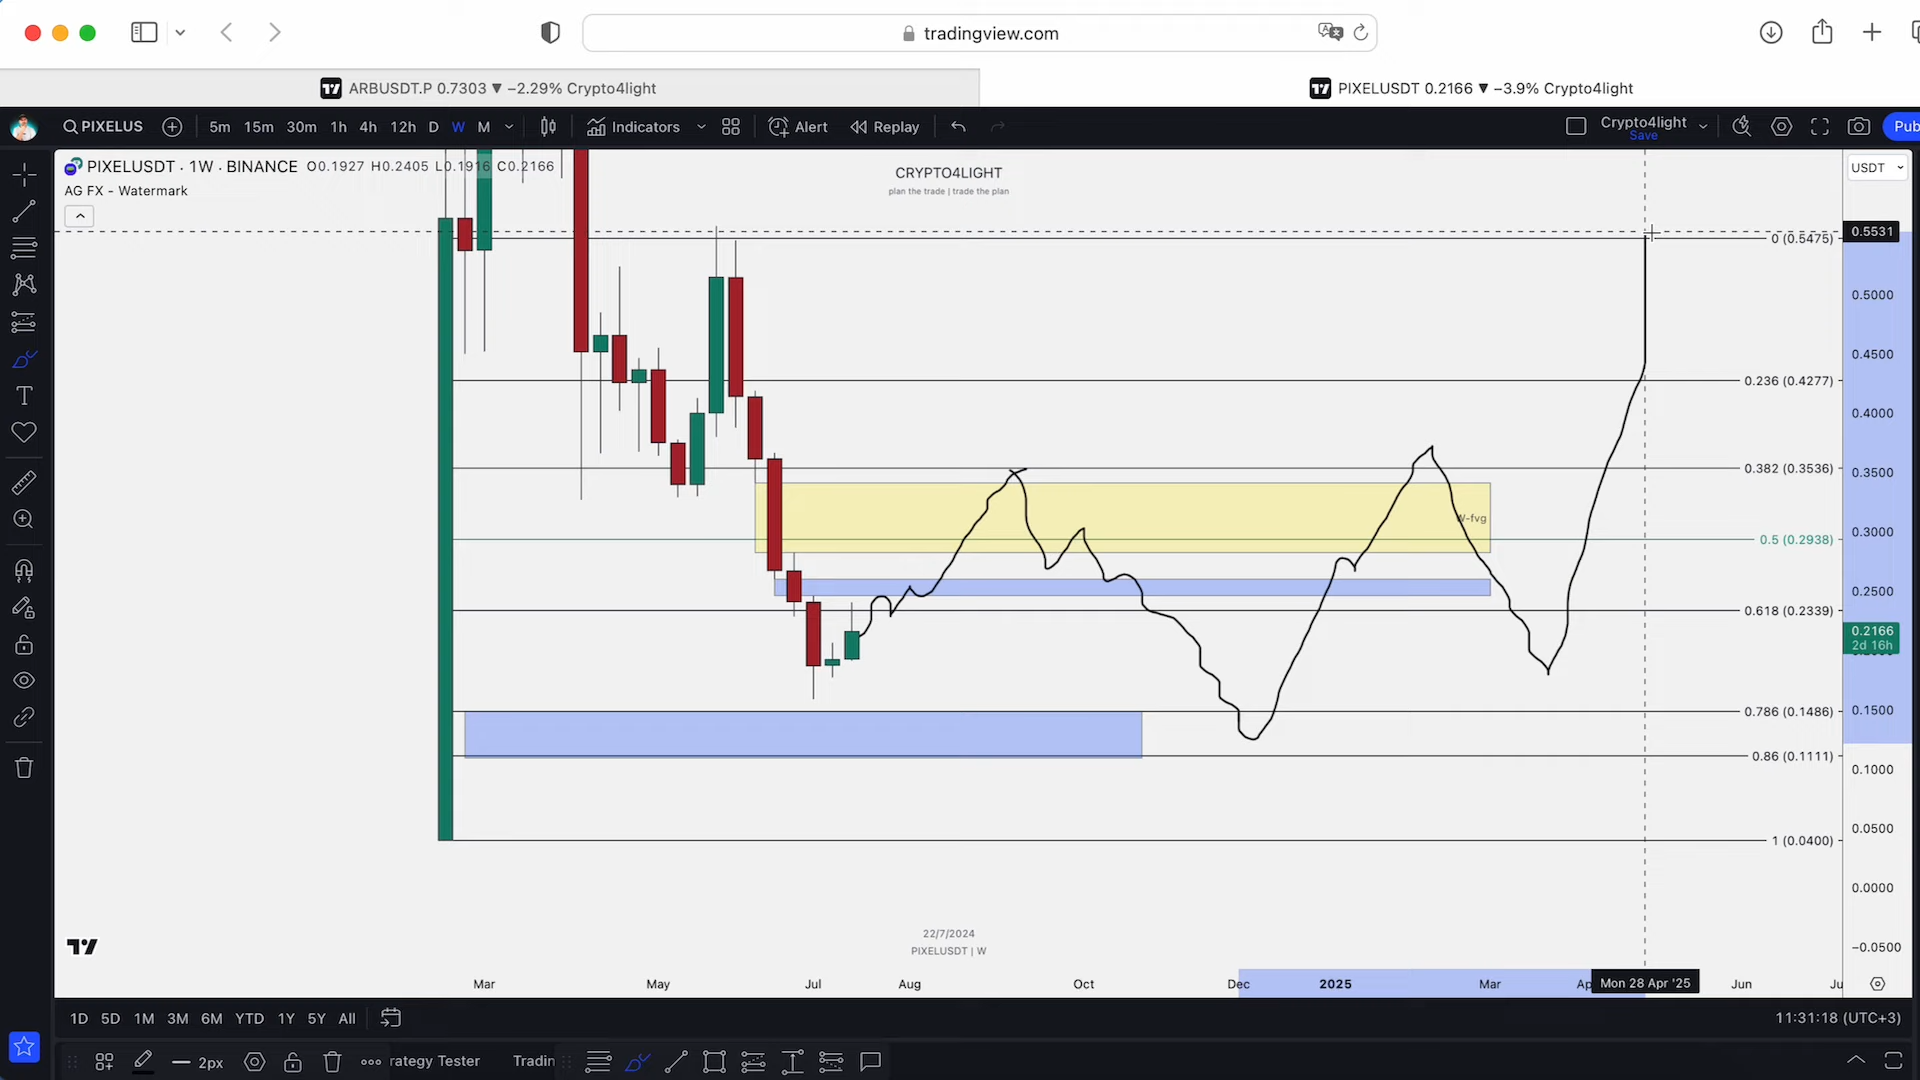 tradingview.com
ARBUSDT.P 0.7303 ▼ −2.29% Crypto4light
PIXELUSDT 0.2166 ▼ −3.9% Crypto4light
PIXELUS
5m 15m 30m 1h 4h 12h D W M
Indicators
Alert
Replay
Crypto4light
Save
Pub
PIXELUSDT · 1W · BINANCE O0.1927 H0.2405 L0.1916 C0.2166
AG FX - Watermark
CRYPTO4LIGHT
plan the trade | trade the plan
USDT
0.5531
0 (0.5475)
0.5000
0.4500
0.236 (0.4277)
0.4000
0.382 (0.3536)
0.3500
W-fvg
0.5 (0.2938)
0.3000
0.2500
0.618 (0.2339)
0.2166
2d 16h
0.786 (0.1486)
0.1500
0.86 (0.1111)
0.1000
0.0500
1 (0.0400)
0.0000
−0.0500
22/7/2024
PIXELUSDT | W
Mar May Jul Aug Oct Dec 2025 Mar Ap Mon 28 Apr '25 Jun Ju
1D 5D 1M 3M 6M YTD 1Y 5Y All
11:31:18 (UTC+3)
2px
rategy Tester
Tradin